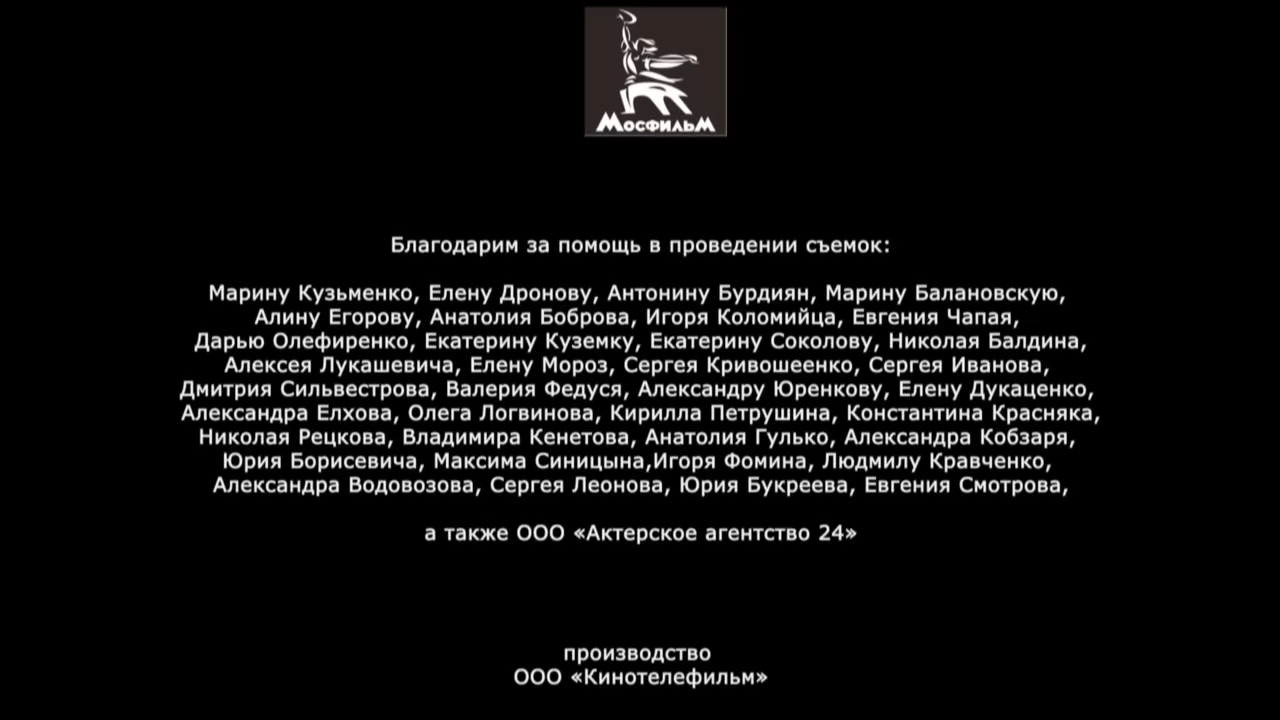 МОСФИЛЬМ
Благодарим за помощь в проведении съемок:
Марину Кузьменко, Елену Дронову, Антонину Бурдиян, Марину Балановскую,
Алину Егорову, Анатолия Боброва, Игоря Коломийца, Евгения Чапая,
Дарью Олефиренко, Екатерину Куземку, Екатерину Соколову, Николая Балдина,
Алексея Лукашевича, Елену Мороз, Сергея Кривошеенко, Сергея Иванова,
Дмитрия Сильвестрова, Валерия Федуся, Александру Юренкову, Елену Дукаценко,
Александра Елхова, Олега Логвинова, Кирилла Петрушина, Константина Красняка,
Николая Рецкова, Владимира Кенетова, Анатолия Гулько, Александра Кобзаря,
Юрия Борисевича, Максима Синицына,Игоря Фомина, Людмилу Кравченко,
Александра Водовозова, Сергея Леонова, Юрия Букреева, Евгения Смотрова,
а также ООО «Актерское агентство 24»
производство
ООО «Кинотелефильм»